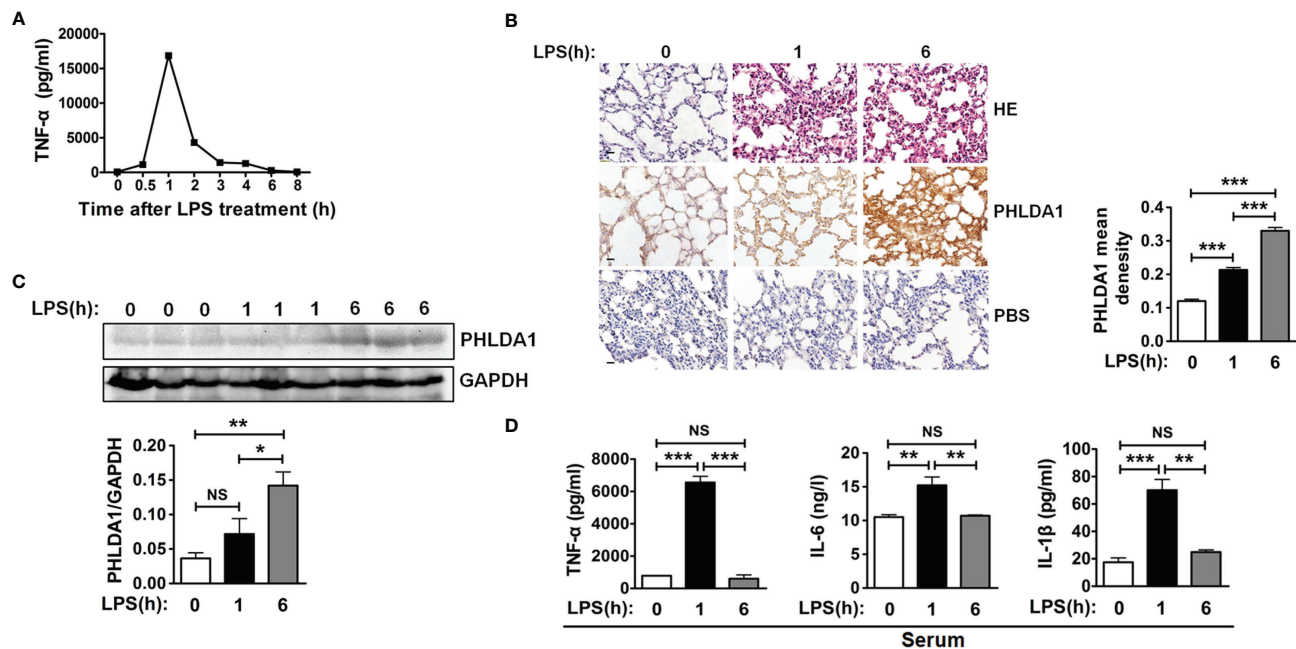 A
TNF-α (pg/ml)
20000
15000
10000
5000
0
0 0.5 1 2 3 4 6 8
Time after LPS treatment (h)
B
LPS(h): 0 1 6
HE
PHLDA1
PBS
PHLDA1 mean
denesity
0.4
0.3
0.2
0.1
***
***
***
LPS(h): 0 1 6
C
LPS(h): 0 0 0 1 1 1 6 6 6
PHLDA1
GAPDH
PHLDA1/GAPDH
0.20
0.15
0.10
0.05
0.00
**
*
NS
LPS(h): 0 1 6
D
TNF-α (pg/ml)
8000
6000
4000
2000
0
NS
*** ***
LPS(h): 0 1 6
IL-6 (ng/l)
20
15
10
5
0
NS
** **
LPS(h): 0 1 6
IL-1β (pg/ml)
80
60
40
20
0
NS
*** **
LPS(h): 0 1 6
Serum